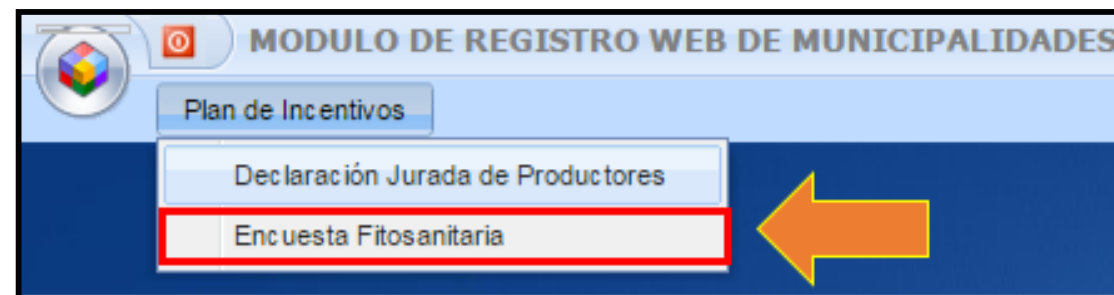 MODULO DE REGISTRO WEB DE MUNICIPALIDADES
Plan de Incentivos
Declaración Jurada de Productores
Encuesta Fitosanitaria